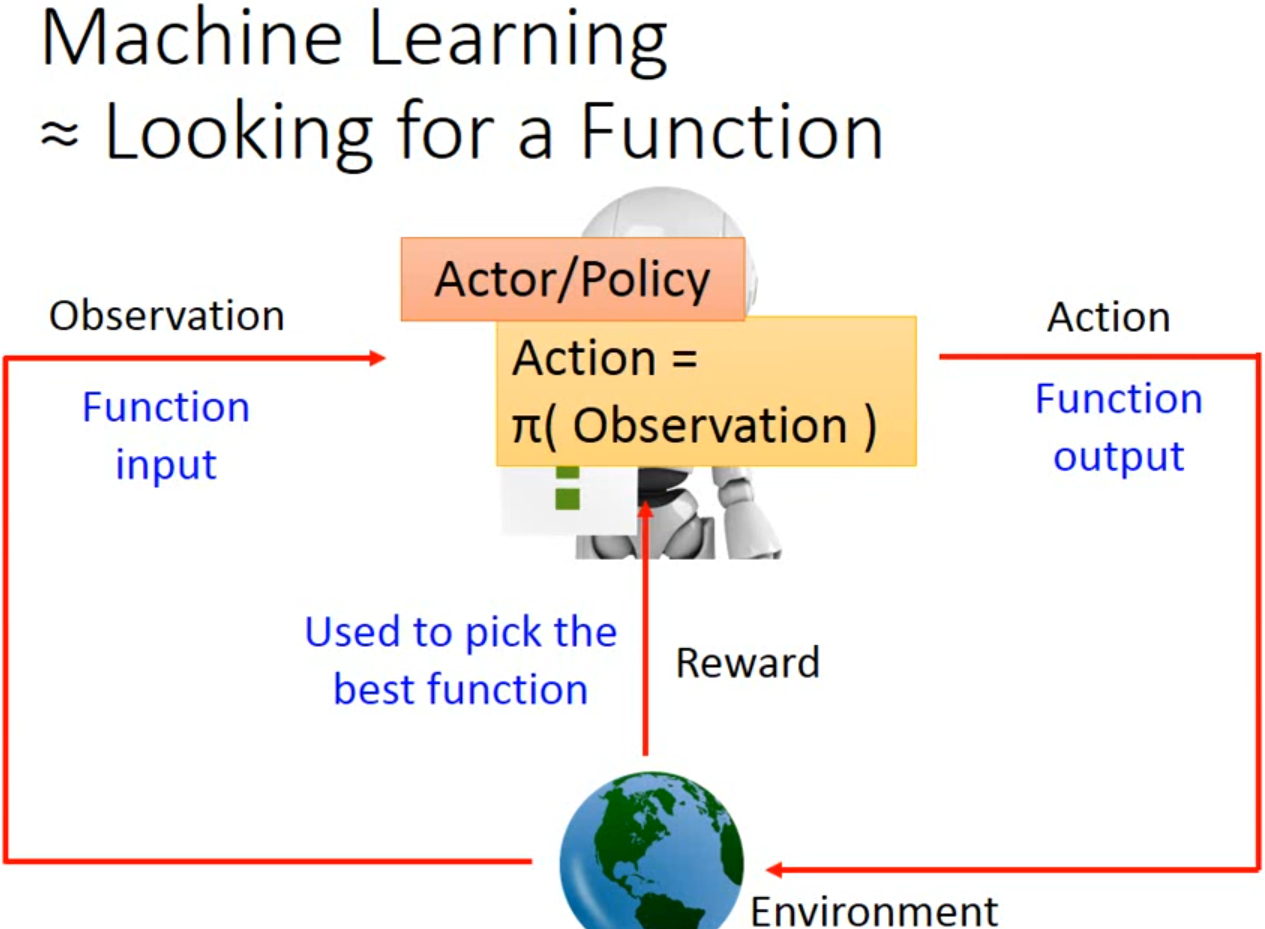 Machine Learning
≈ Looking for a Function
Actor/Policy
Observation
Action
Action =
π( Observation )
Function
input
Function
output
Used to pick the
best function
Reward
Environment